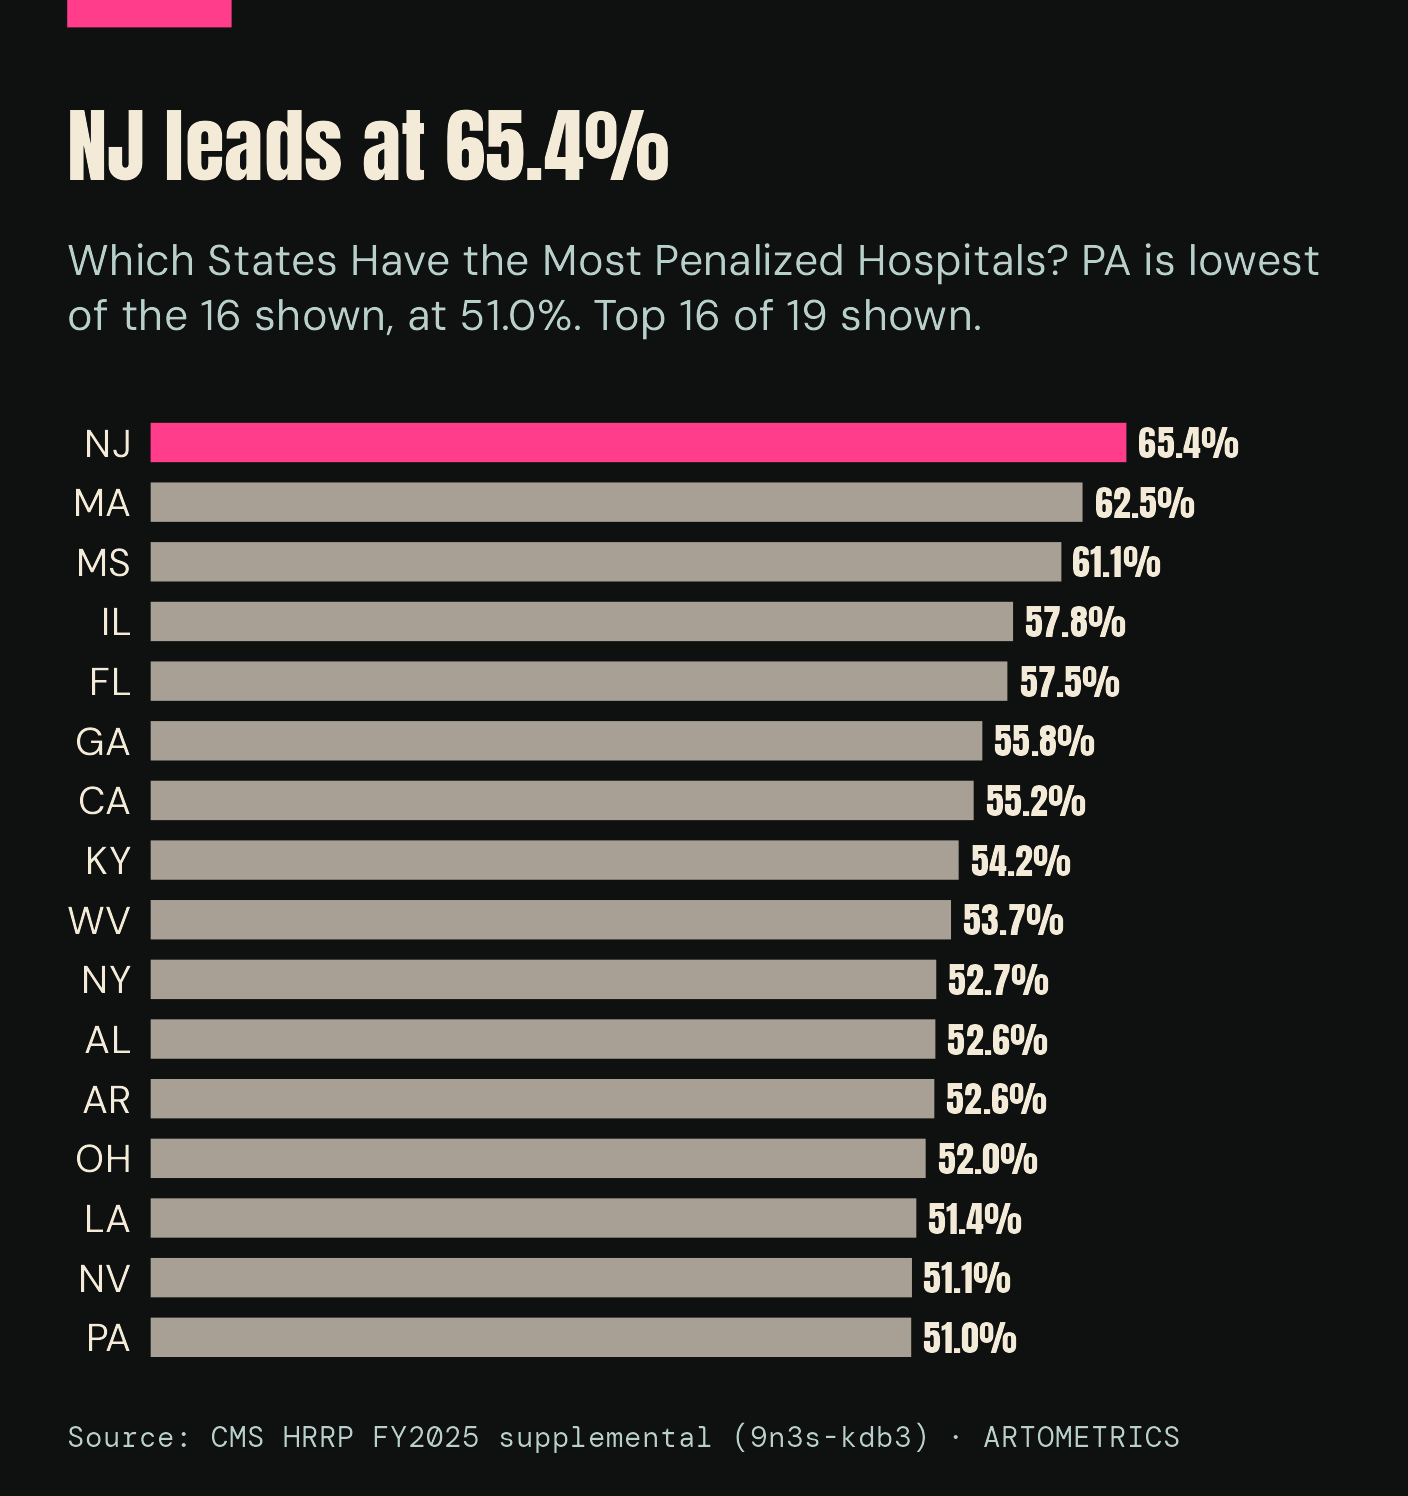 NJ leads at 65.4%
Which States Have the Most Penalized Hospitals? PA is lowest
of the 16 shown, at 51.0%. Top 16 of 19 shown.
NJ 65.4%
MA 62.5%
MS 61.1%
IL 57.8%
FL 57.5%
GA 55.8%
CA 55.2%
KY 54.2%
WV 53.7%
NY 52.7%
AL 52.6%
AR 52.6%
OH 52.0%
LA 51.4%
NV 51.1%
PA 51.0%
Source: CMS HRRP FY2025 supplemental (9n3s-kdb3) · ARTOMETRICS